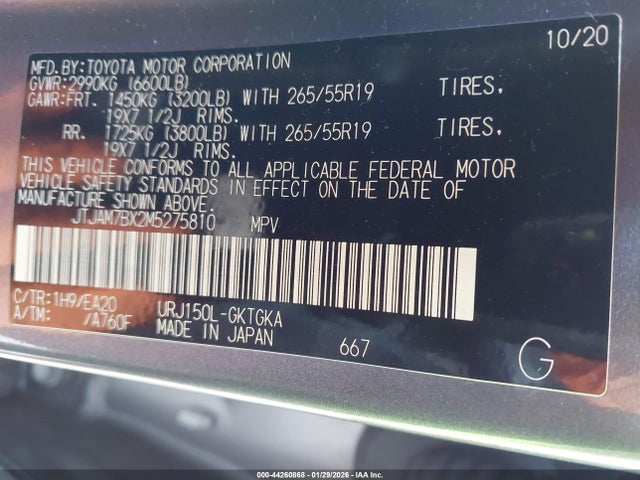 10/20
MFD.BY:TOYOTA MOTOR CORPORATION
GVWR:2990KG (6600LB)
GAWR:FRT. 1450KG (3200LB) WITH 265/55R19 TIRES,
19X7 1/2J RIMS.
RR. 1725KG (3800LB) WITH 265/55R19 TIRES,
19X7 1/2J RIMS.
THIS VEHICLE CONFORMS TO ALL APPLICABLE FEDERAL MOTOR
VEHICLE SAFETY STANDARDS IN EFFECT ON THE DATE OF
MANUFACTURE SHOWN ABOVE.
JTJAM7BX2M5275810 MPV
C/TR:1H9/EA20 URJ150L-GKTGKA
A/TM: /A760F MADE IN JAPAN
667 G
000-44260868 - 01/29/2026 - IAA Inc.